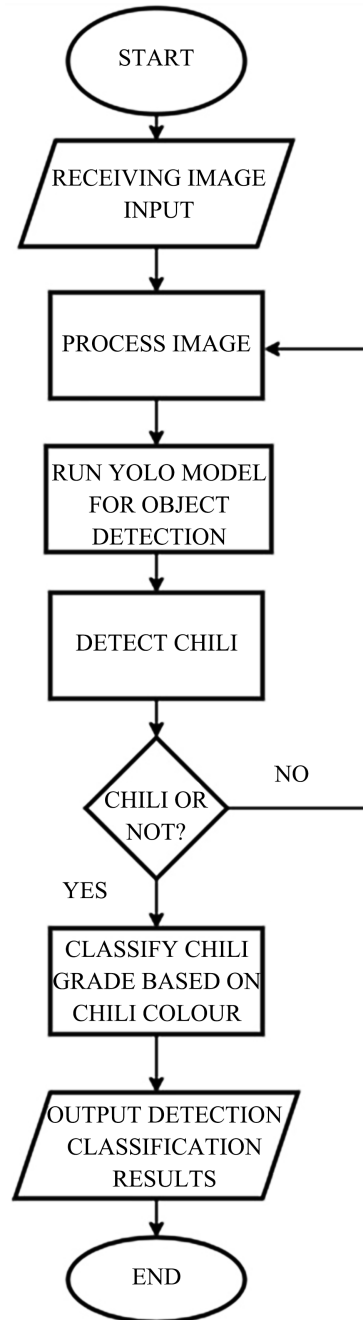 START
RECEIVING IMAGE
INPUT
PROCESS IMAGE
RUN YOLO MODEL
FOR OBJECT
DETECTION
DETECT CHILI
CHILI OR
NOT?
NO
YES
CLASSIFY CHILI
GRADE BASED ON
CHILI COLOUR
OUTPUT DETECTION
CLASSIFICATION
RESULTS
END